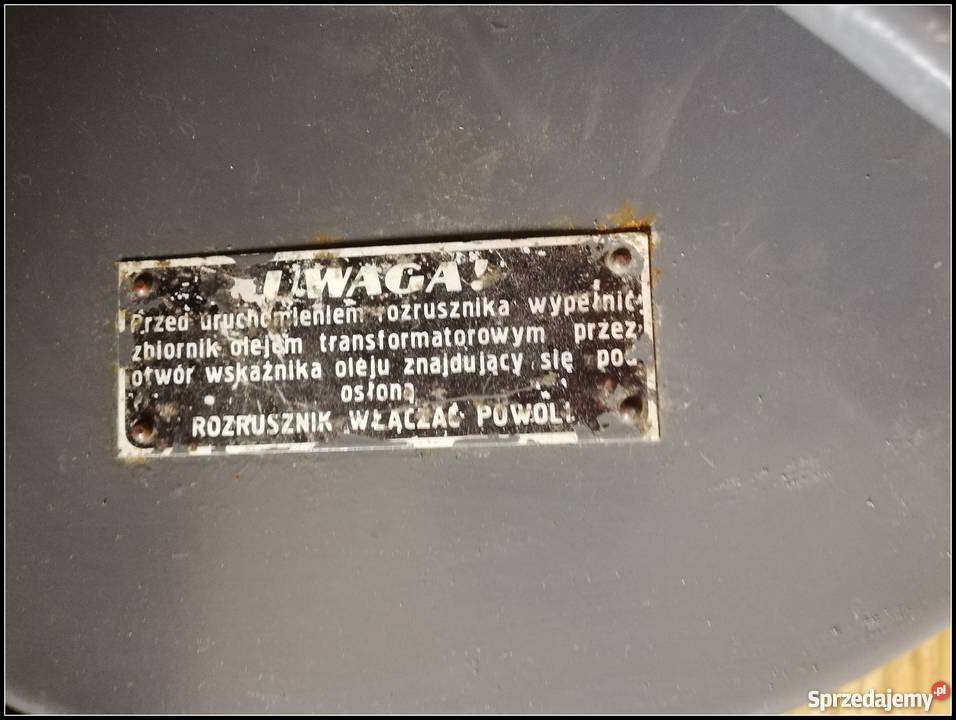 UWAGA!
Przed uruchomieniem rozrusznika wypełnić
zbiornik olejem transformatorowym przez
otwór wskaźnika oleju znajdujący się pod
osłoną
ROZRUSZNIK WŁĄCZAĆ POWOLI
Sprzedajemy.pl